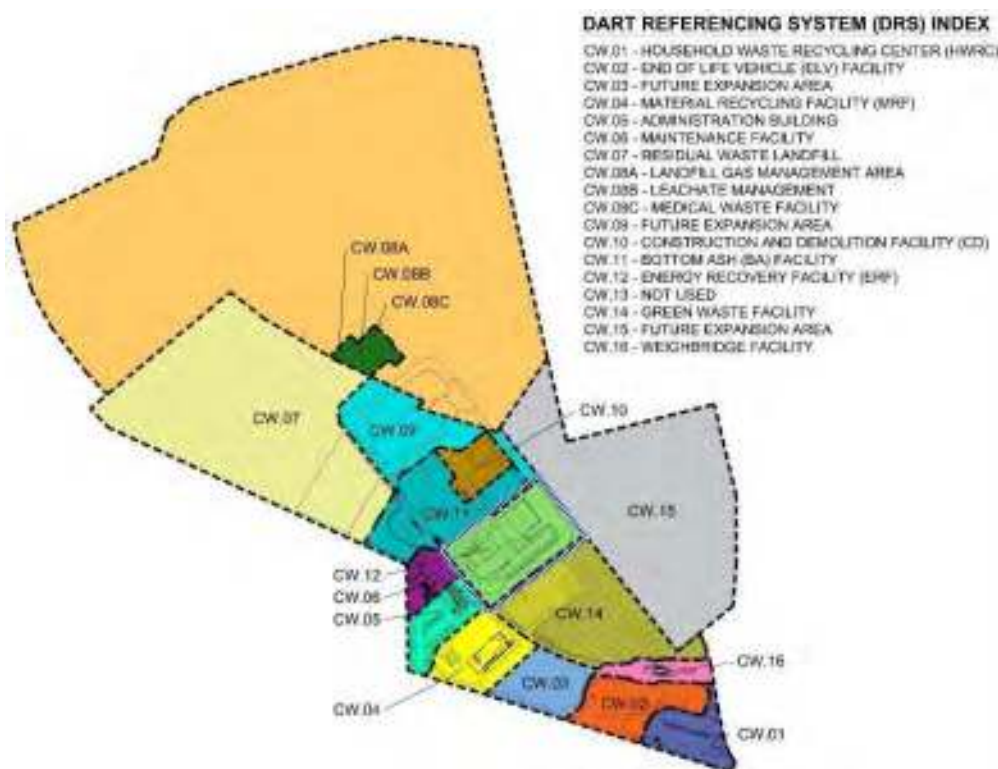 DART REFERENCING SYSTEM (DRS) INDEX
CW.01 - HOUSEHOLD WASTE RECYCLING CENTER (HWRC)
CW.02 - END OF LIFE VEHICLE (ELV) FACILITY
CW.03 - FUTURE EXPANSION AREA
CW.04 - MATERIAL RECYCLING FACILITY (MRF)
CW.05 - ADMINISTRATION BUILDING
CW.06 - MAINTENANCE FACILITY
CW.07 - RESIDUAL WASTE LANDFILL
CW.08A - LANDFILL GAS MANAGEMENT AREA
CW.08B - LEACHATE MANAGEMENT
CW.08C - MEDICAL WASTE FACILITY
CW.09 - FUTURE EXPANSION AREA
CW.10 - CONSTRUCTION AND DEMOLITION FACILITY (CD)
CW.11 - BOTTOM ASH (BA) FACILITY
CW.12 - ENERGY RECOVERY FACILITY (ERF)
CW.13 - NOT USED
CW.14 - GREEN WASTE FACILITY
CW.15 - FUTURE EXPANSION AREA
CW.16 - WEIGHBRIDGE FACILITY
CW.08A
CW.08B
CW.08C
CW.07
CW.09
CW.10
CW.11
CW.15
CW.12
CW.06
CW.05
CW.14
CW.16
CW.03
CW.02
CW.04
CW.01